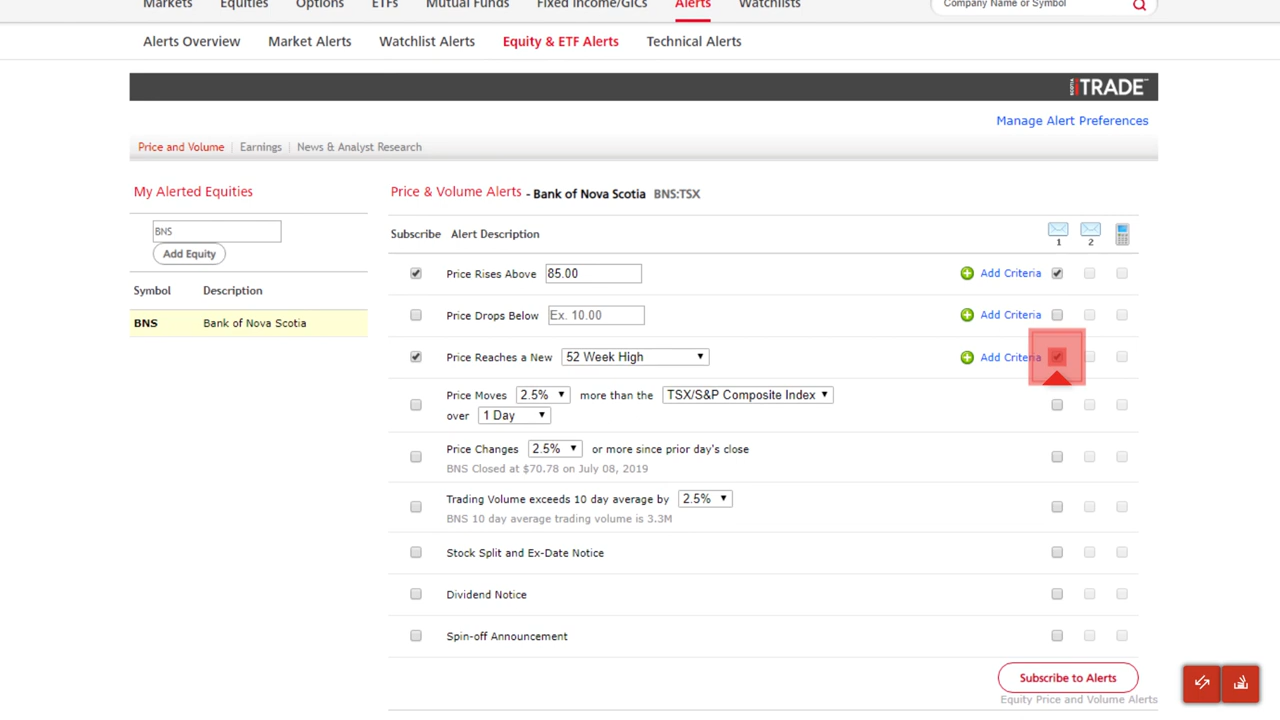 Markets Equities Options ETFs Mutual Funds Fixed Income/GICs Alerts Watchlists Company Name or Symbol
Alerts Overview Market Alerts Watchlist Alerts Equity & ETF Alerts Technical Alerts
SCOTIA iTRADE
Manage Alert Preferences
Price and Volume | Earnings | News & Analyst Research
My Alerted Equities
BNS
Add Equity
Symbol Description
BNS Bank of Nova Scotia
Price & Volume Alerts - Bank of Nova Scotia BNS:TSX
Subscribe Alert Description 1 2
Price Rises Above 85.00 Add Criteria
Price Drops Below Ex. 10.00 Add Criteria
Price Reaches a New 52 Week High Add Criteria
Price Moves 2.5% more than the TSX/S&P Composite Index
over 1 Day
Price Changes 2.5% or more since prior day's close
BNS Closed at $70.78 on July 08, 2019
Trading Volume exceeds 10 day average by 2.5%
BNS 10 day average trading volume is 3.3M
Stock Split and Ex-Date Notice
Dividend Notice
Spin-off Announcement
Subscribe to Alerts
Equity Price and Volume Alerts